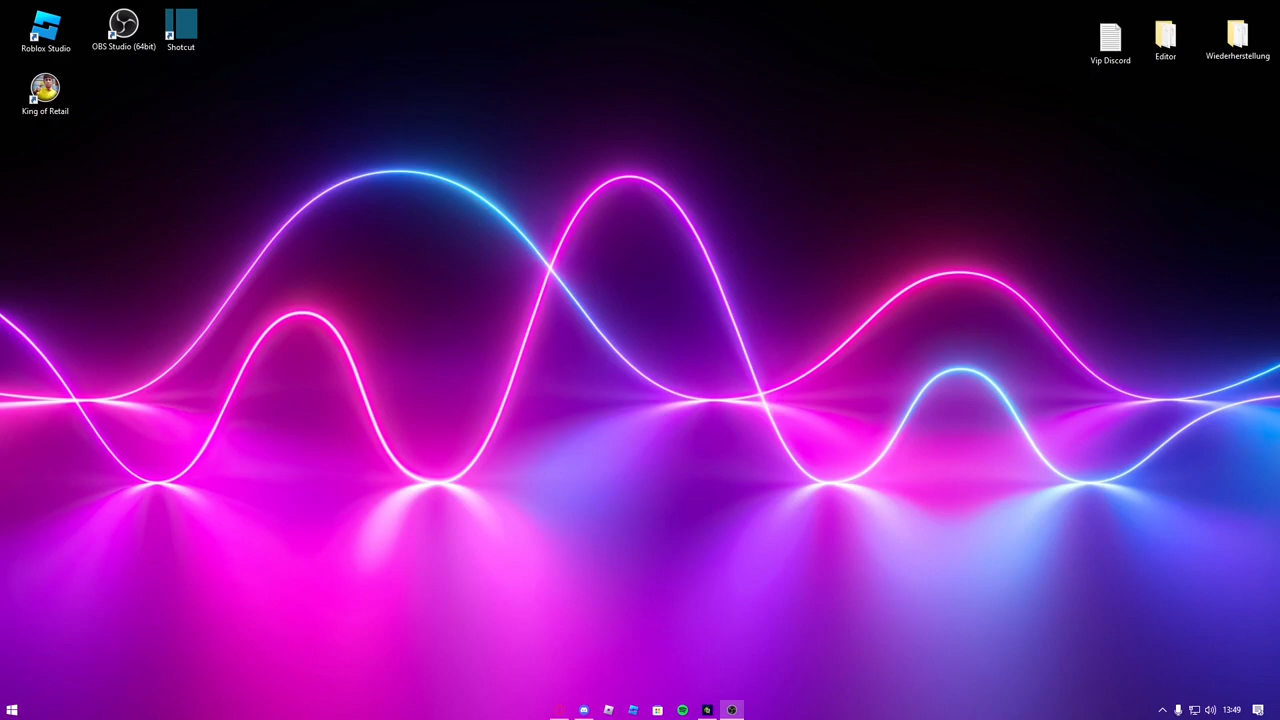 Roblox Studio
OBS Studio (64bit)
Shotcut
Vip Discord
Editor
Wiederherstellung
King of Retail
13:49